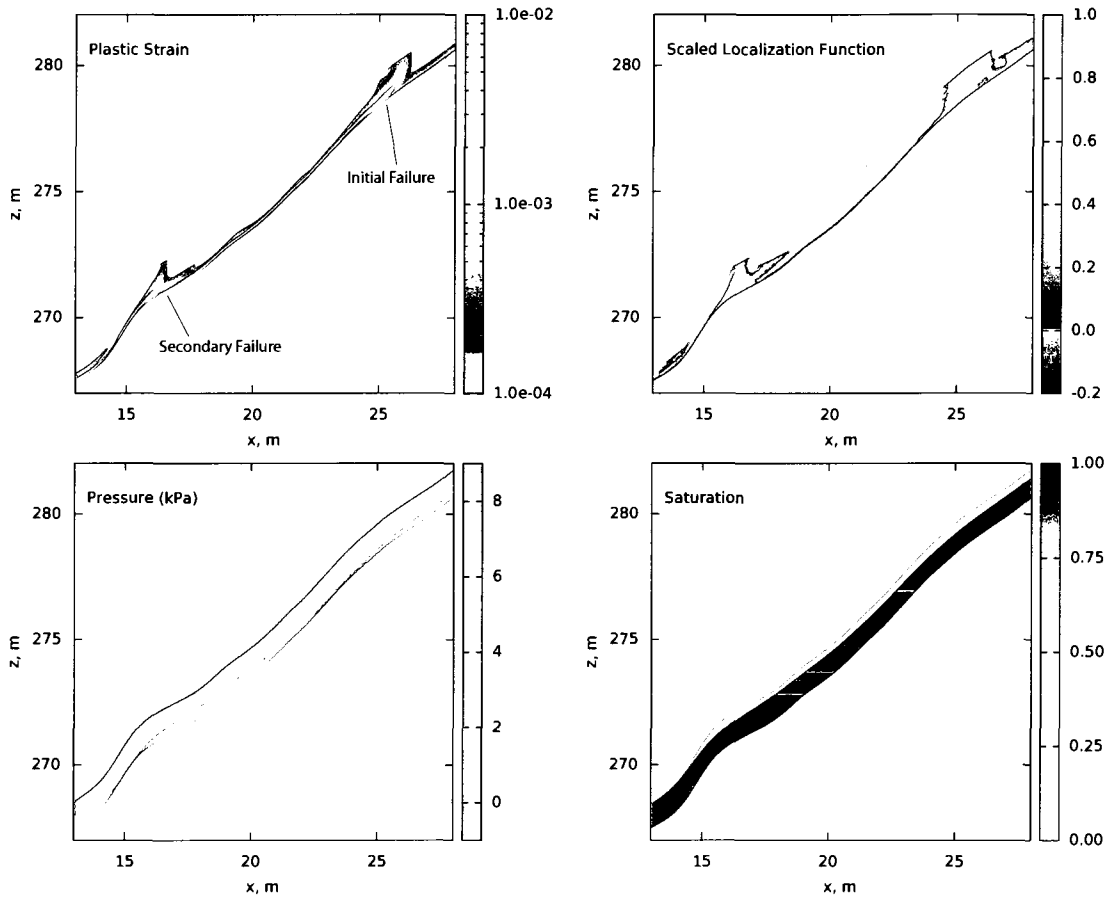 Plastic Strain
z, m
280
275
270
15
20
25
x, m
Initial Failure
Secondary Failure
1.0e-02
1.0e-03
1.0e-04
Scaled Localization Function
z, m
280
275
270
15
20
25
x, m
1.0
0.8
0.6
0.4
0.2
0.0
-0.2
Pressure (kPa)
z, m
280
275
270
15
20
25
x, m
8
6
4
2
0
Saturation
z, m
280
275
270
15
20
25
x, m
1.00
0.75
0.50
0.25
0.00